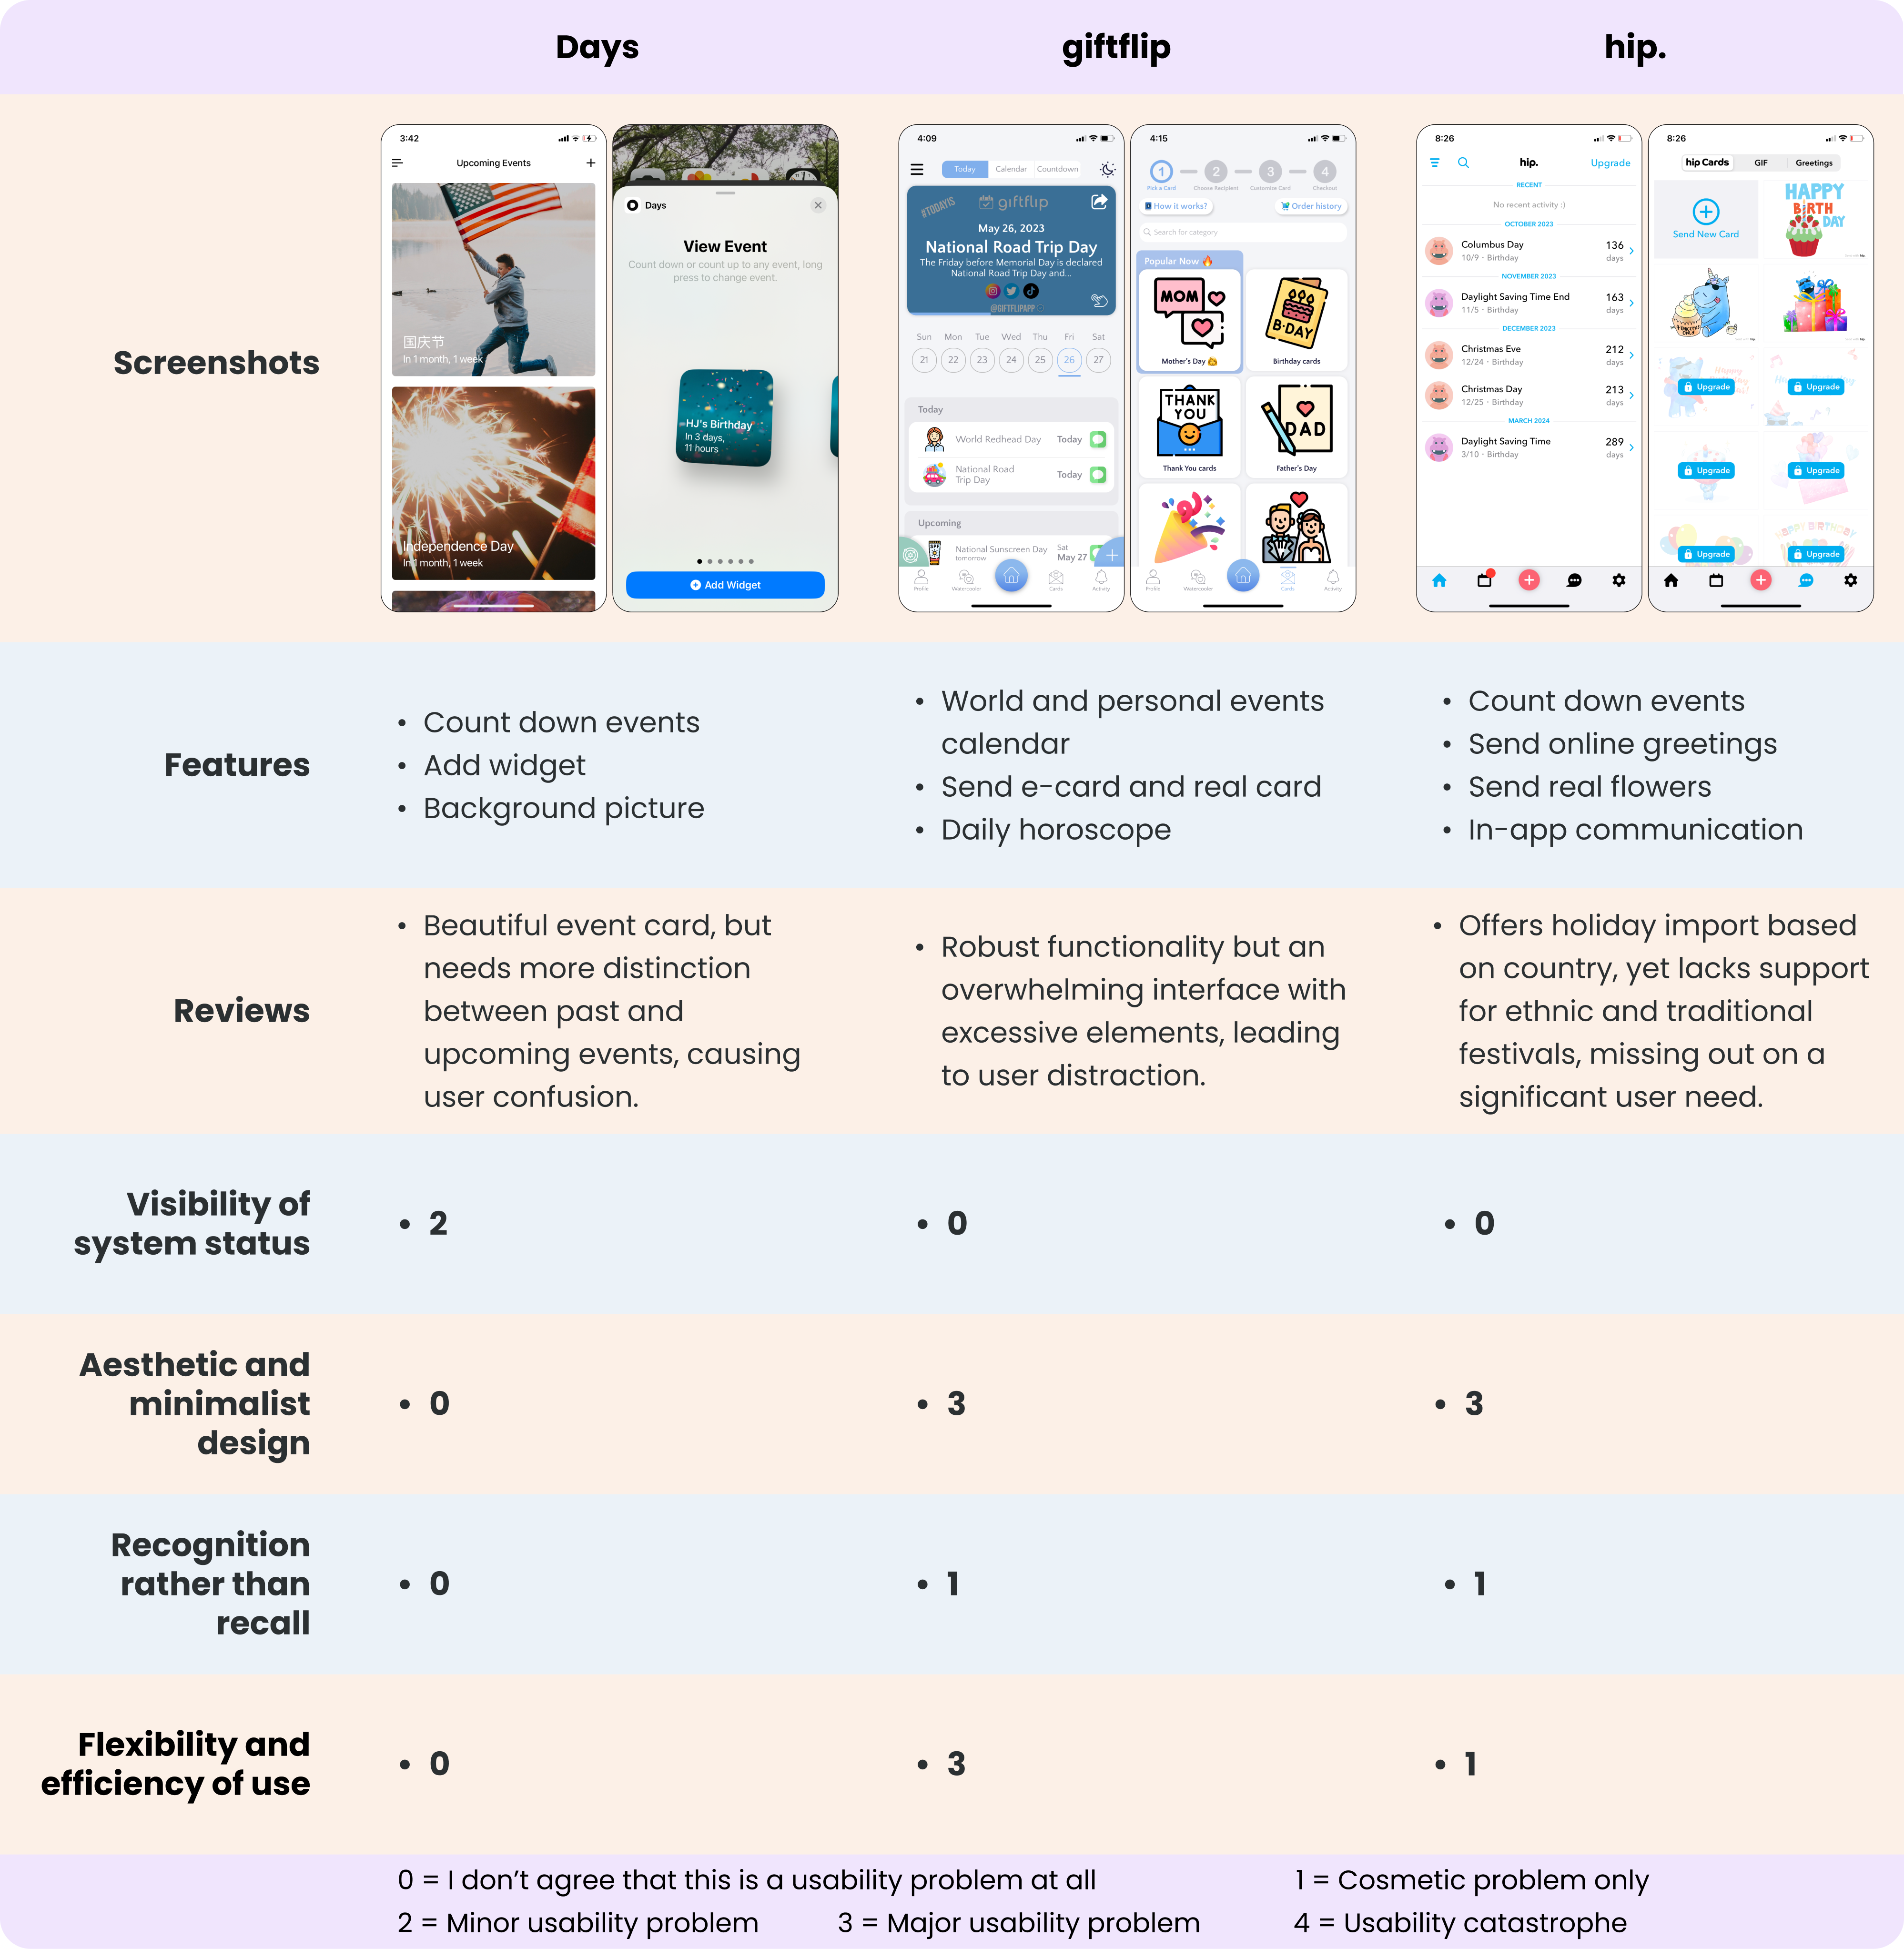 Days
giftflip
hip.
Screenshots
3:42
Upcoming Events
国庆节
In 1 month, 1 week
Independence Day
In 1 month, 1 week
Days
View Event
Count down or count up to any event, long
press to change event.
HJ's Birthday
In 3 days,
11 hours
Add Widget
4:09
Today
Calendar
Countdown
#TODAYIS
giftflip
May 26, 2023
National Road Trip Day
The Friday before Memorial Day is declared
National Road Trip Day and...
@GIFTFLIPAPP
Sun Mon Tue Wed Thu Fri Sat
21 22 23 24 25 26 27
Today
World Redhead Day Today
National Road
Trip Day
Today
Upcoming
SPF
National Sunscreen Day
tomorrow
Sat
May 27
Profile
Watercooler
Cards
Activity
4:15
1 2 3 4
Pick a Card
Choose Recipient
Customize Card
Checkout
How it works?
Order history
Search for category
Popular Now
MOM
Mother's Day
B·DAY
Birthday cards
THANK
YOU
Thank You cards
DAD
Father's Day
Profile
Watercooler
Cards
Activity
8:26
hip.
Upgrade
RECENT
No recent activity :)
OCTOBER 2023
Columbus Day
10/9 · Birthday
136
days
NOVEMBER 2023
Daylight Saving Time End
11/5 · Birthday
163
days
DECEMBER 2023
Christmas Eve
12/24 · Birthday
212
days
Christmas Day
12/25 · Birthday
213
days
MARCH 2024
Daylight Saving Time
3/10 · Birthday
289
days
8:26
hip Cards
GIF
Greetings
Send New Card
HAPPY
BIRTH
DAY
Upgrade
Upgrade
Upgrade
Upgrade
HAPPY BIRTHDAY
Upgrade
Upgrade
Features
• Count down events
• Add widget
• Background picture
• World and personal events
calendar
• Send e-card and real card
• Daily horoscope
• Count down events
• Send online greetings
• Send real flowers
• In-app communication
Reviews
• Beautiful event card, but
needs more distinction
between past and
upcoming events, causing
user confusion.
• Robust functionality but an
overwhelming interface with
excessive elements, leading
to user distraction.
• Offers holiday import based
on country, yet lacks support
for ethnic and traditional
festivals, missing out on a
significant user need.
Visibility of
system status
• 2
• 0
• 0
Aesthetic and
minimalist
design
• 0
• 3
• 3
Recognition
rather than
recall
• 0
• 1
• 1
Flexibility and
efficiency of use
• 0
• 3
• 1
0 = I don't agree that this is a usability problem at all
1 = Cosmetic problem only
2 = Minor usability problem
3 = Major usability problem
4 = Usability catastrophe